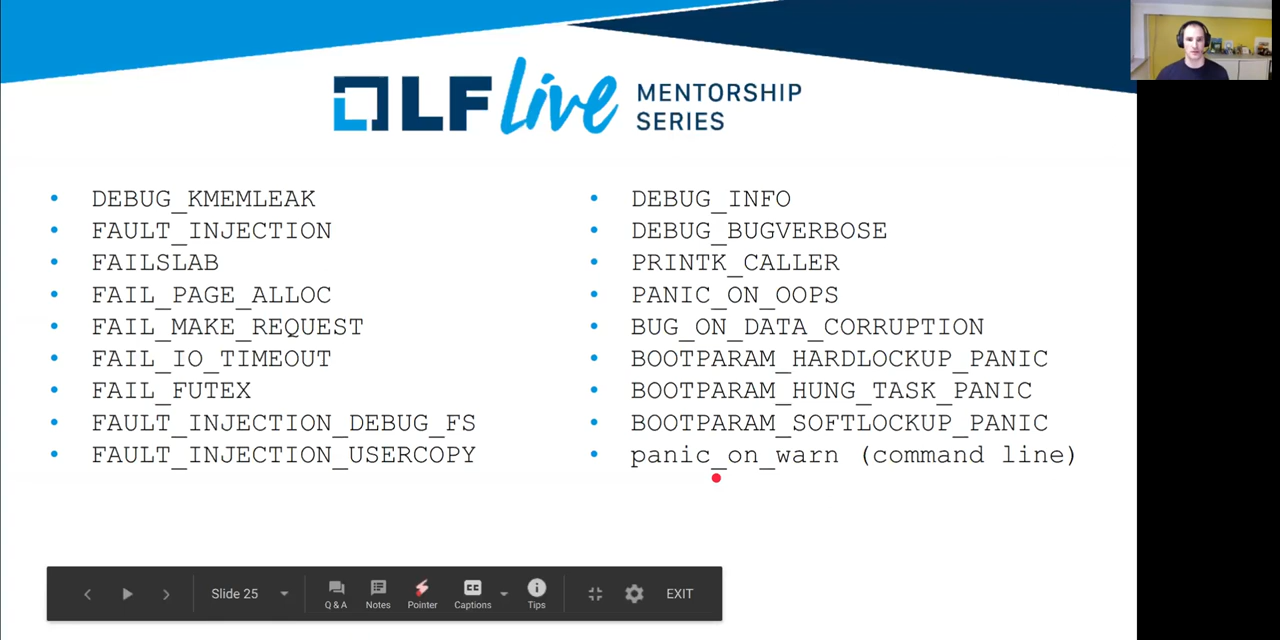 LF Live MENTORSHIP
SERIES
• DEBUG_KMEMLEAK
• FAULT_INJECTION
• FAILSLAB
• FAIL_PAGE_ALLOC
• FAIL_MAKE_REQUEST
• FAIL_IO_TIMEOUT
• FAIL_FUTEX
• FAULT_INJECTION_DEBUG_FS
• FAULT_INJECTION_USERCOPY
• DEBUG_INFO
• DEBUG_BUGVERBOSE
• PRINTK_CALLER
• PANIC_ON_OOPS
• BUG_ON_DATA_CORRUPTION
• BOOTPARAM_HARDLOCKUP_PANIC
• BOOTPARAM_HUNG_TASK_PANIC
• BOOTPARAM_SOFTLOCKUP_PANIC
• panic_on_warn (command line)
Slide 25 Q & A Notes Pointer CC Captions Tips EXIT